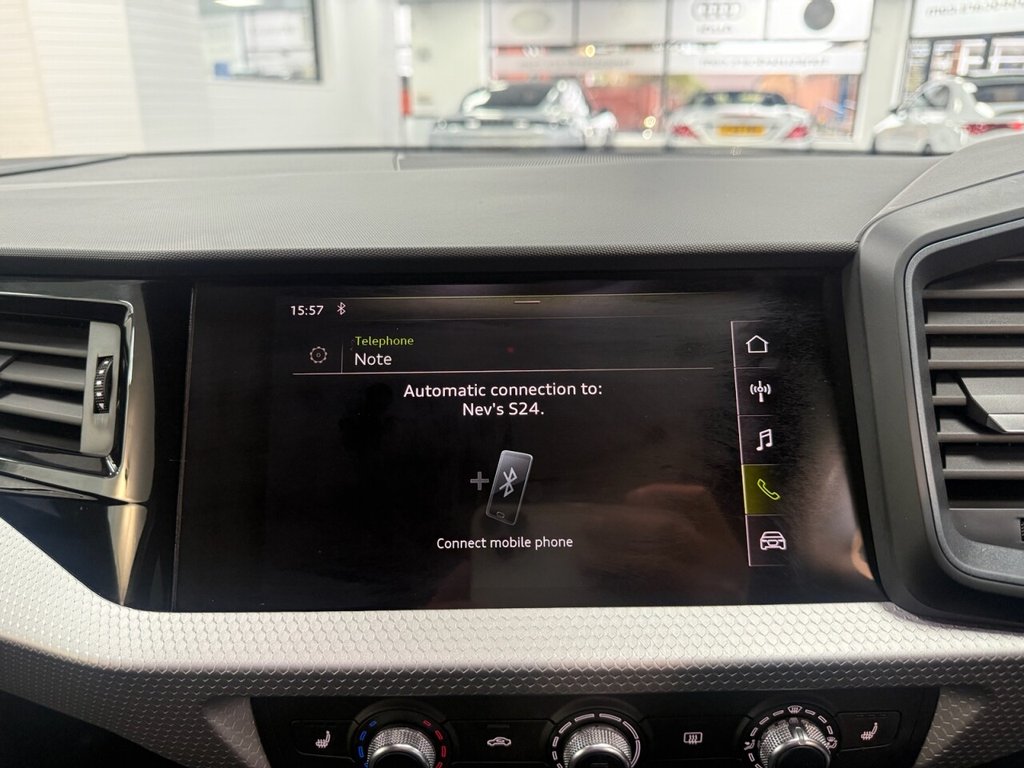 15:57
Telephone
Note
Automatic connection to:
Nev's S24.
Connect mobile phone